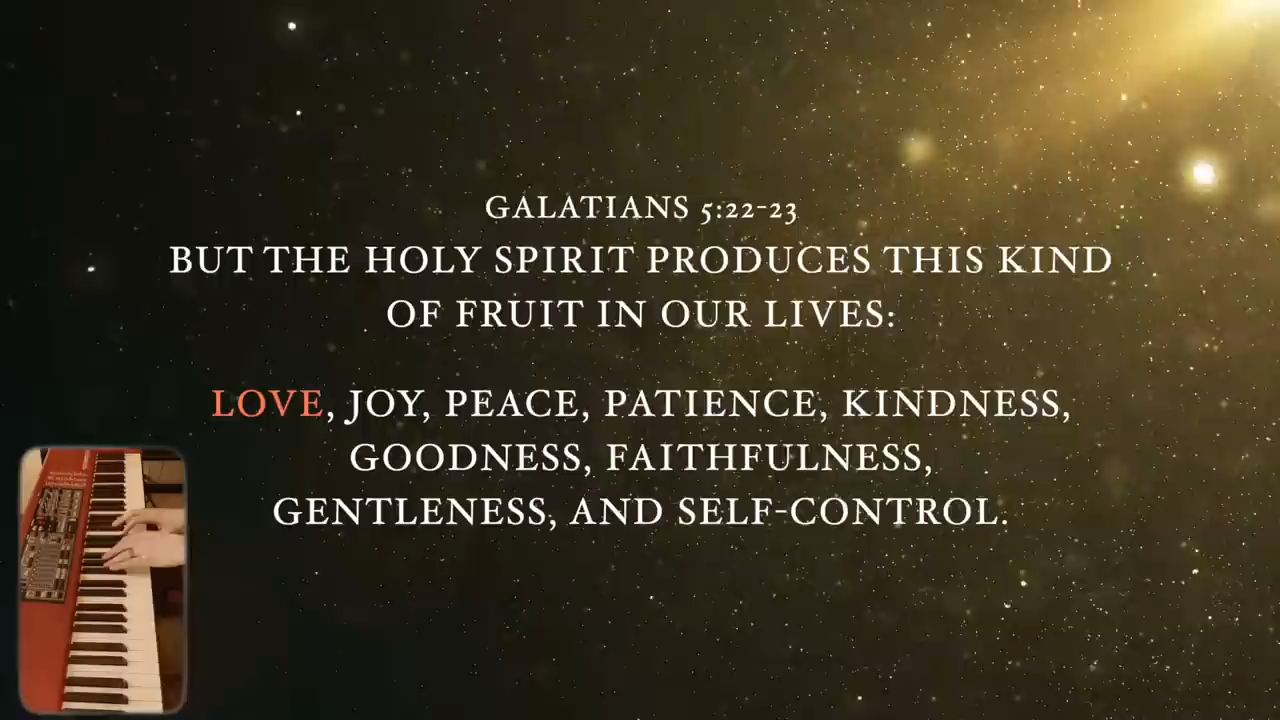 GALATIANS 5:22-23
BUT THE HOLY SPIRIT PRODUCES THIS KIND
OF FRUIT IN OUR LIVES:
LOVE, JOY, PEACE, PATIENCE, KINDNESS,
GOODNESS, FAITHFULNESS,
GENTLENESS, AND SELF-CONTROL.